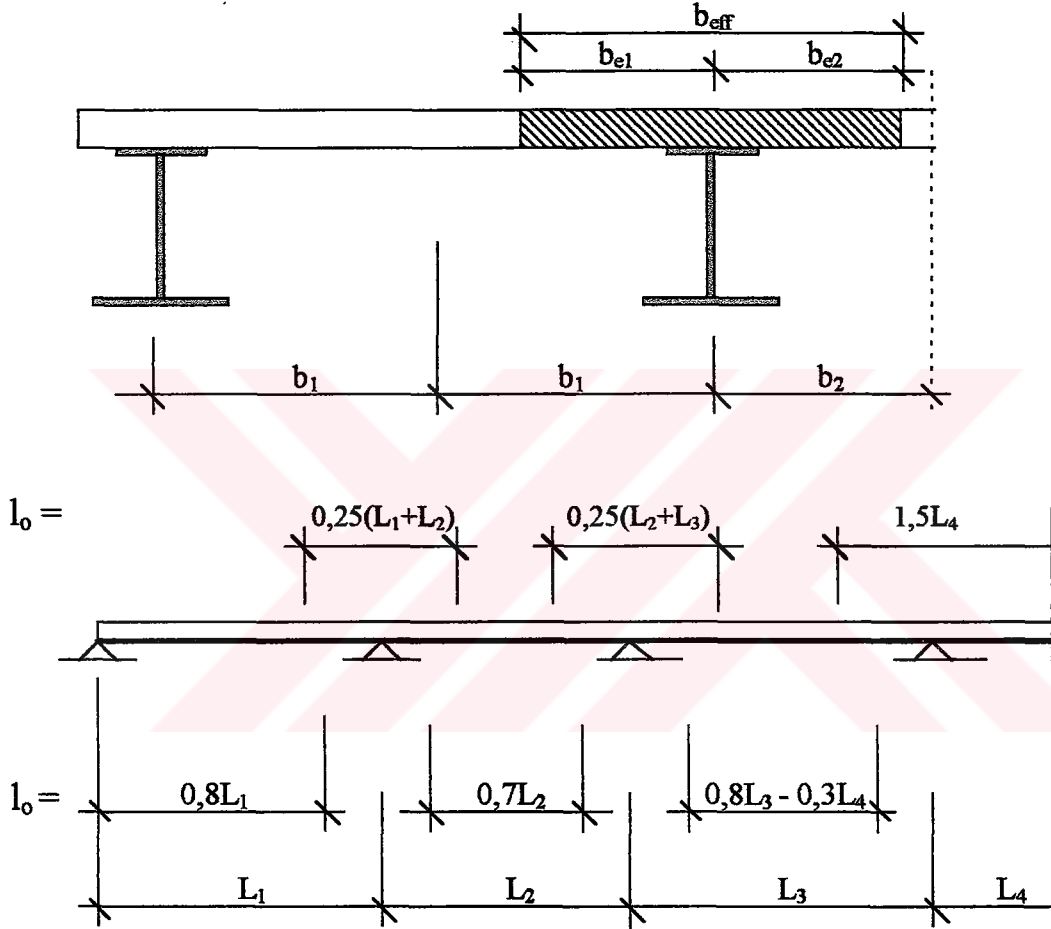 b_eff
b_e1 b_e2
b_1 b_1 b_2
l_o = 0,25(L_1+L_2) 0,25(L_2+L_3) 1,5L_4
l_o = 0,8L_1 0,7L_2 0,8L_3 - 0,3L_4
L_1 L_2 L_3 L_4